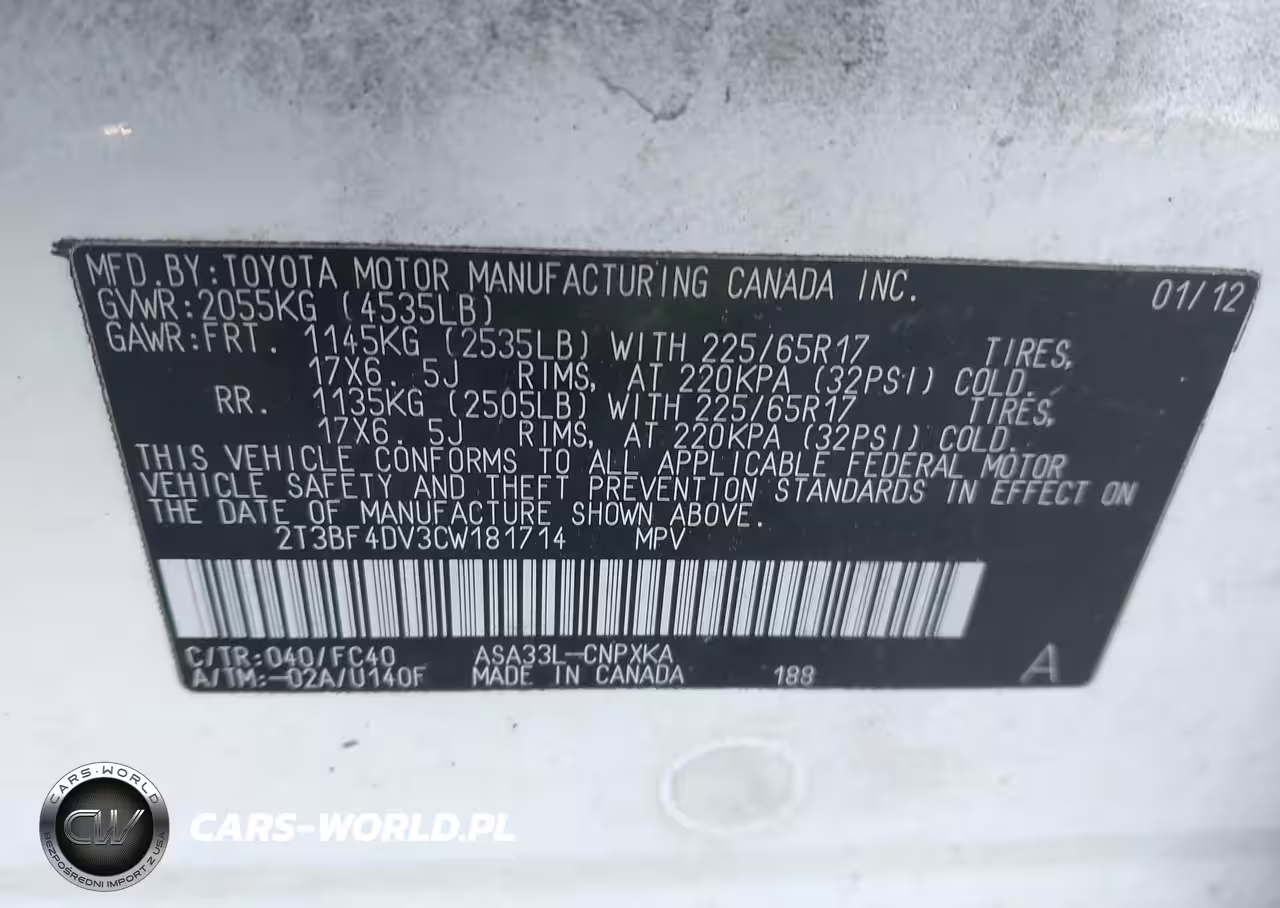 MFD.BY:TOYOTA MOTOR MANUFACTURING CANADA INC. 01/12
GVWR:2055KG (4535LB)
GAWR:FRT. 1145KG (2535LB) WITH 225/65R17 TIRES,
17X6.5J RIMS, AT 220KPA (32PSI) COLD.
RR. 1135KG (2505LB) WITH 225/65R17 TIRES,
17X6.5J RIMS, AT 220KPA (32PSI) COLD.
THIS VEHICLE CONFORMS TO ALL APPLICABLE FEDERAL MOTOR
VEHICLE SAFETY AND THEFT PREVENTION STANDARDS IN EFFECT ON
THE DATE OF MANUFACTURE SHOWN ABOVE.
2T3BF4DV3CW181714 MPV
C/TR:040/FC40 ASA33L-CNPXKA
A/TM:-02A/U140F MADE IN CANADA 188 A
CARS-WORLD
CW
BEZPOŚREDNI IMPORT Z USA
CARS-WORLD.PL